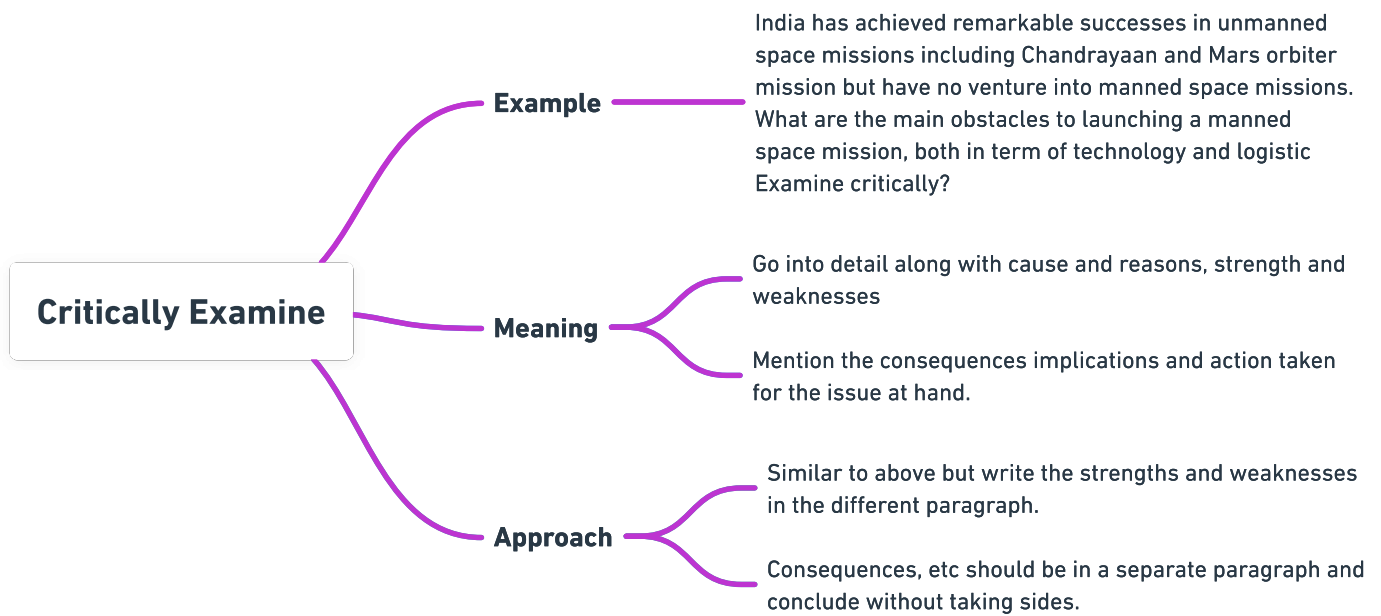 Critically Examine
Example
India has achieved remarkable successes in unmanned
space missions including Chandrayaan and Mars orbiter
mission but have no venture into manned space missions.
What are the main obstacles to launching a manned
space mission, both in term of technology and logistic
Examine critically?
Meaning
Go into detail along with cause and reasons, strength and
weaknesses
Mention the consequences implications and action taken
for the issue at hand.
Approach
Similar to above but write the strengths and weaknesses
in the different paragraph.
Consequences, etc should be in a separate paragraph and
conclude without taking sides.